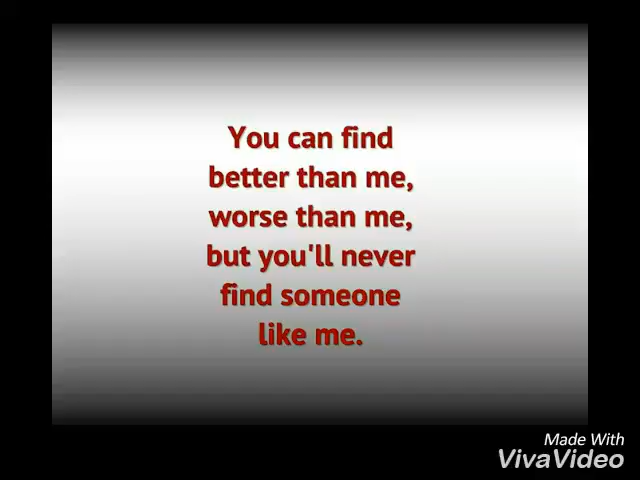 You can find
better than me,
worse than me,
but you'll never
find someone
like me.
Made With
VivaVideo